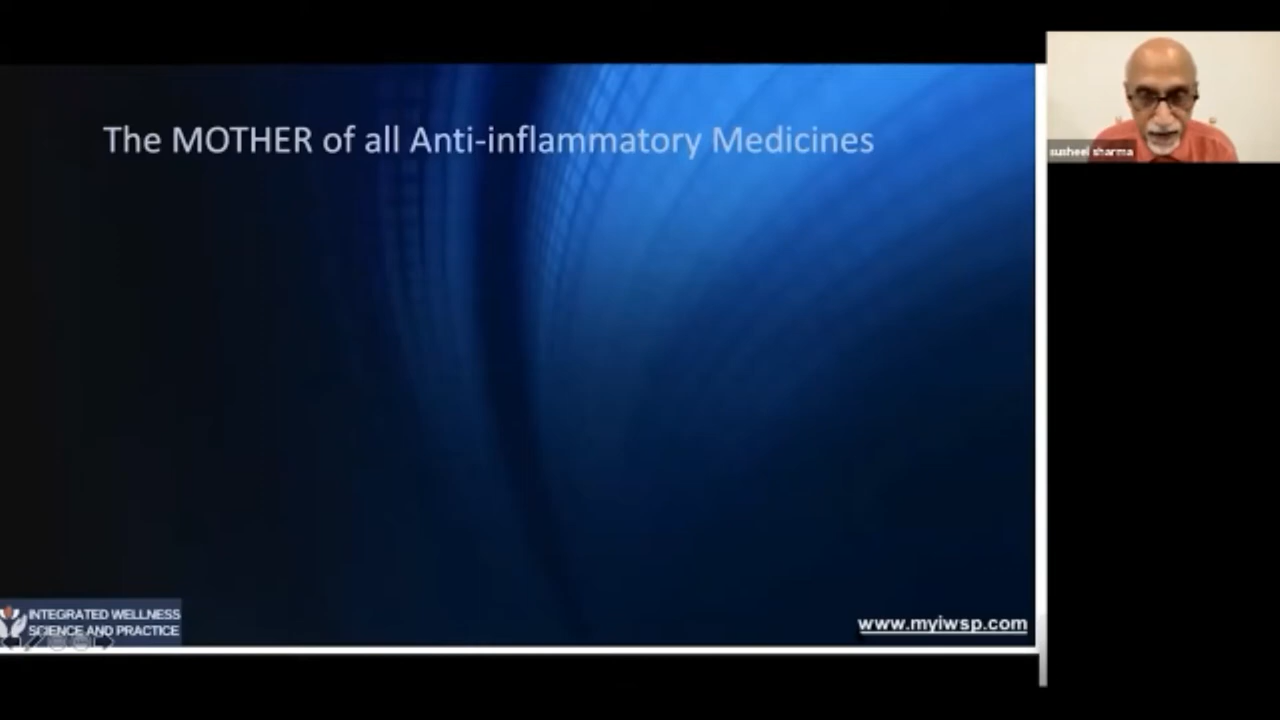 The MOTHER of all Anti-inflammatory Medicines
susheel sharma
INTEGRATED WELLNESS
SCIENCE AND PRACTICE
www.myiwsp.com